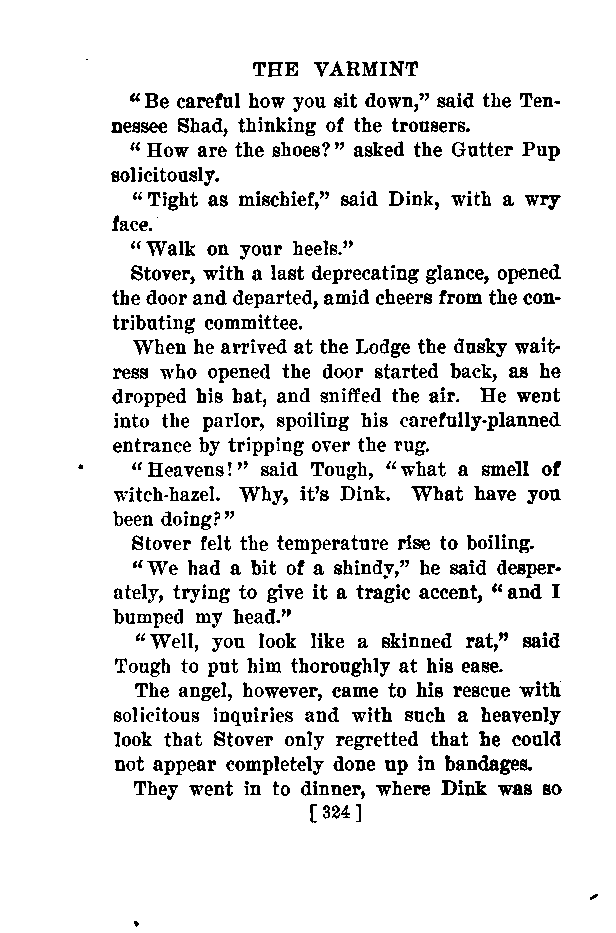 THE VARMINT
"Be careful how you sit down," said the Ten-
nessee Shad, thinking of the trousers.
"How are the shoes?" asked the Gutter Pup
solicitously.
"Tight as mischief," said Dink, with a wry
face.
"Walk on your heels."
Stover, with a last deprecating glance, opened
the door and departed, amid cheers from the con-
tributing committee.
When he arrived at the Lodge the dusky wait-
ress who opened the door started back, as he
dropped his hat, and sniffed the air. He went
into the parlor, spoiling his carefully-planned
entrance by tripping over the rug.
"Heavens!" said Tough, "what a smell of
witch-hazel. Why, it's Dink. What have you
been doing?"
Stover felt the temperature rise to boiling.
"We had a bit of a shindy," he said desper-
ately, trying to give it a tragic accent, "and I
bumped my head."
"Well, you look like a skinned rat," said
Tough to put him thoroughly at his ease.
The angel, however, came to his rescue with
solicitous inquiries and with such a heavenly
look that Stover only regretted that he could
not appear completely done up in bandages.
They went in to dinner, where Dink was so
[324]